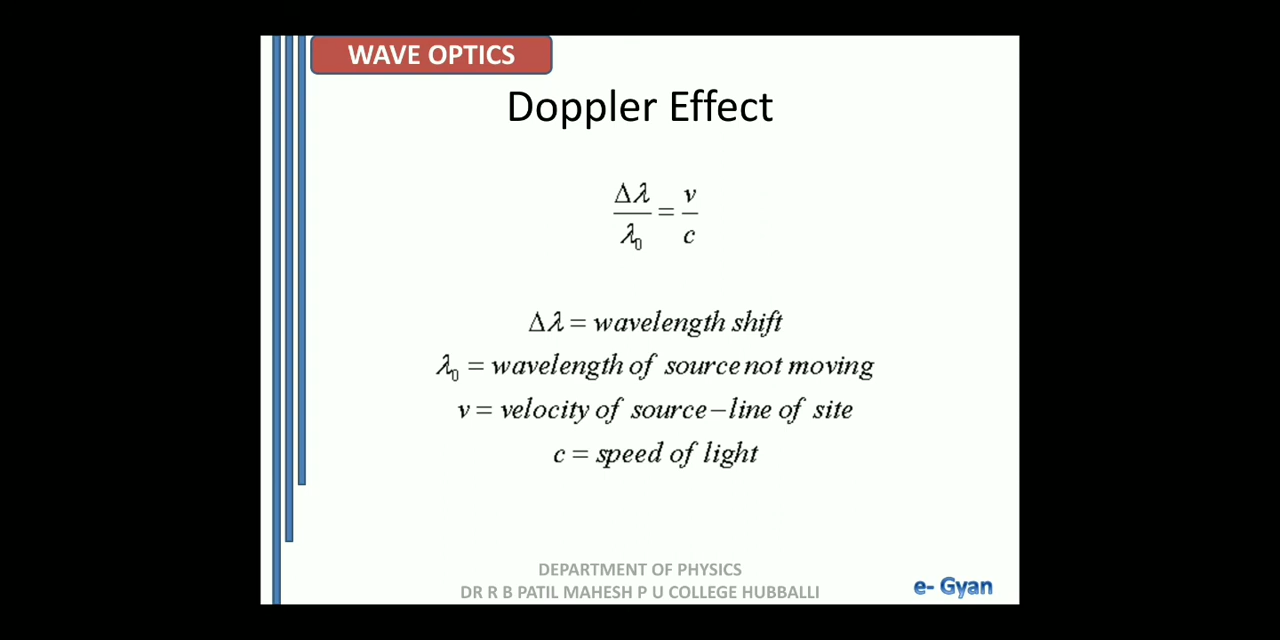 WAVE OPTICS
Doppler Effect
Δλ/λ₀ = v/c
Δλ = wavelength shift
λ₀ = wavelength of source not moving
v = velocity of source – line of site
c = speed of light
DEPARTMENT OF PHYSICS
DR R B PATIL MAHESH P U COLLEGE HUBBALLI
e- Gyan